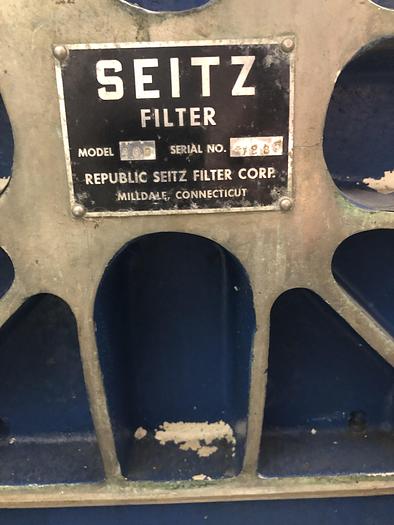 SEITZ
FILTER
MODEL SERIAL NO.
REPUBLIC SEITZ FILTER CORP.
MILLDALE, CONNECTICUT